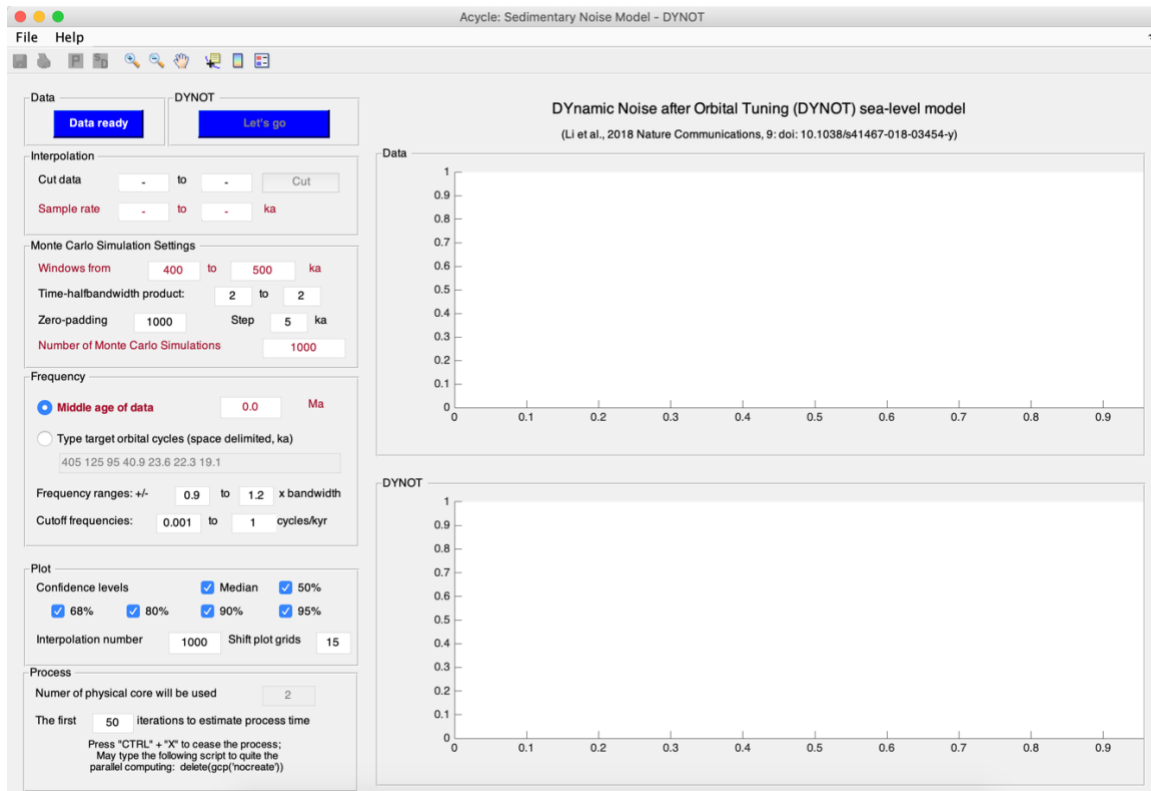 Acycle: Sedimentary Noise Model - DYNOT
File Help
Data
Data ready
DYNOT
Let's go
Interpolation
Cut data - to - Cut
Sample rate - to - ka
Monte Carlo Simulation Settings
Windows from 400 to 500 ka
Time-halfbandwidth product: 2 to 2
Zero-padding 1000 Step 5 ka
Number of Monte Carlo Simulations 1000
Frequency
Middle age of data 0.0 Ma
Type target orbital cycles (space delimited, ka)
405 125 95 40.9 23.6 22.3 19.1
Frequency ranges: +/- 0.9 to 1.2 x bandwidth
Cutoff frequencies: 0.001 to 1 cycles/kyr
Plot
Confidence levels Median 50%
68% 80% 90% 95%
Interpolation number 1000 Shift plot grids 15
Process
Numer of physical core will be used 2
The first 50 iterations to estimate process time
Press "CTRL" + "X" to cease the process;
May type the following script to quite the
parallel computing: delete(gcp('nocreate'))
DYnamic Noise after Orbital Tuning (DYNOT) sea-level model
(Li et al., 2018 Nature Communications, 9: doi: 10.1038/s41467-018-03454-y)
Data
1
0.9
0.8
0.7
0.6
0.5
0.4
0.3
0.2
0.1
0
0 0.1 0.2 0.3 0.4 0.5 0.6 0.7 0.8 0.9
DYNOT
1
0.9
0.8
0.7
0.6
0.5
0.4
0.3
0.2
0.1
0
0 0.1 0.2 0.3 0.4 0.5 0.6 0.7 0.8 0.9